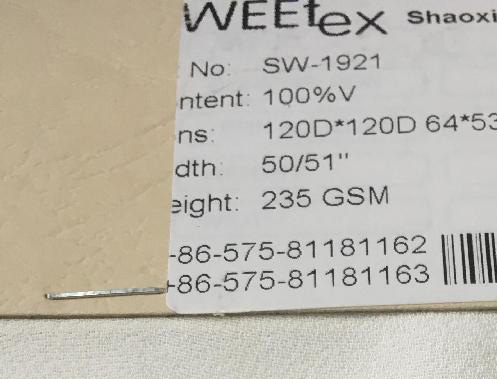 WEEtex Shaoxi
No: SW-1921
ntent: 100%V
ns: 120D*120D 64*53
dth: 50/51"
eight: 235 GSM
-86-575-81181162
-86-575-81181163